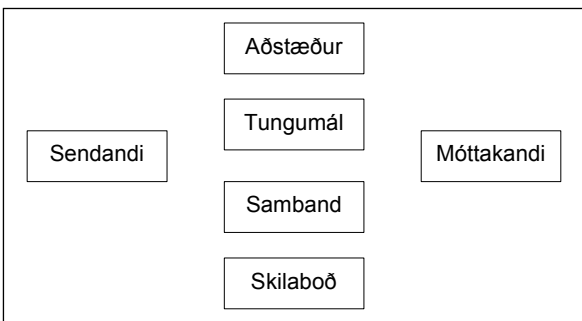 Aðstæður
Tungumál
Sendandi
Móttakandi
Samband
Skilaboð